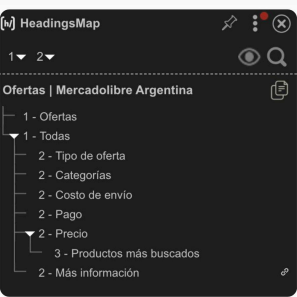 [h] HeadingsMap
1 2
Ofertas | Mercadolibre Argentina
1 - Ofertas
1 - Todas
2 - Tipo de oferta
2 - Categorías
2 - Costo de envío
2 - Pago
2 - Precio
3 - Productos más buscados
2 - Más información